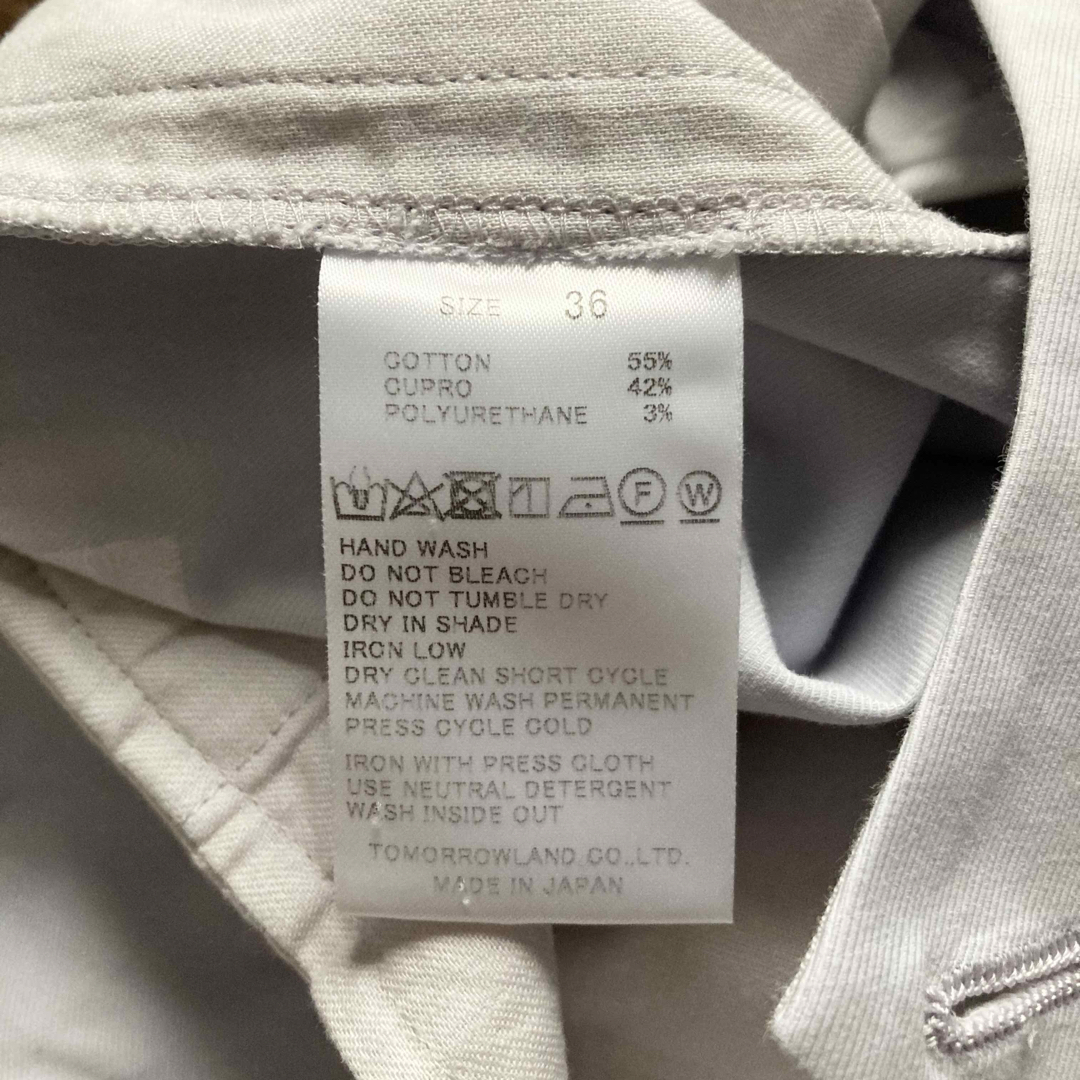 SIZE 36
COTTON 55%
CUPRO 42%
POLYURETHANE 3%
F W
HAND WASH
DO NOT BLEACH
DO NOT TUMBLE DRY
DRY IN SHADE
IRON LOW
DRY CLEAN SHORT CYCLE
MACHINE WASH PERMANENT
PRESS CYCLE COLD
IRON WITH PRESS CLOTH
USE NEUTRAL DETERGENT
WASH INSIDE OUT
TOMORROWLAND CO.,LTD.
MADE IN JAPAN